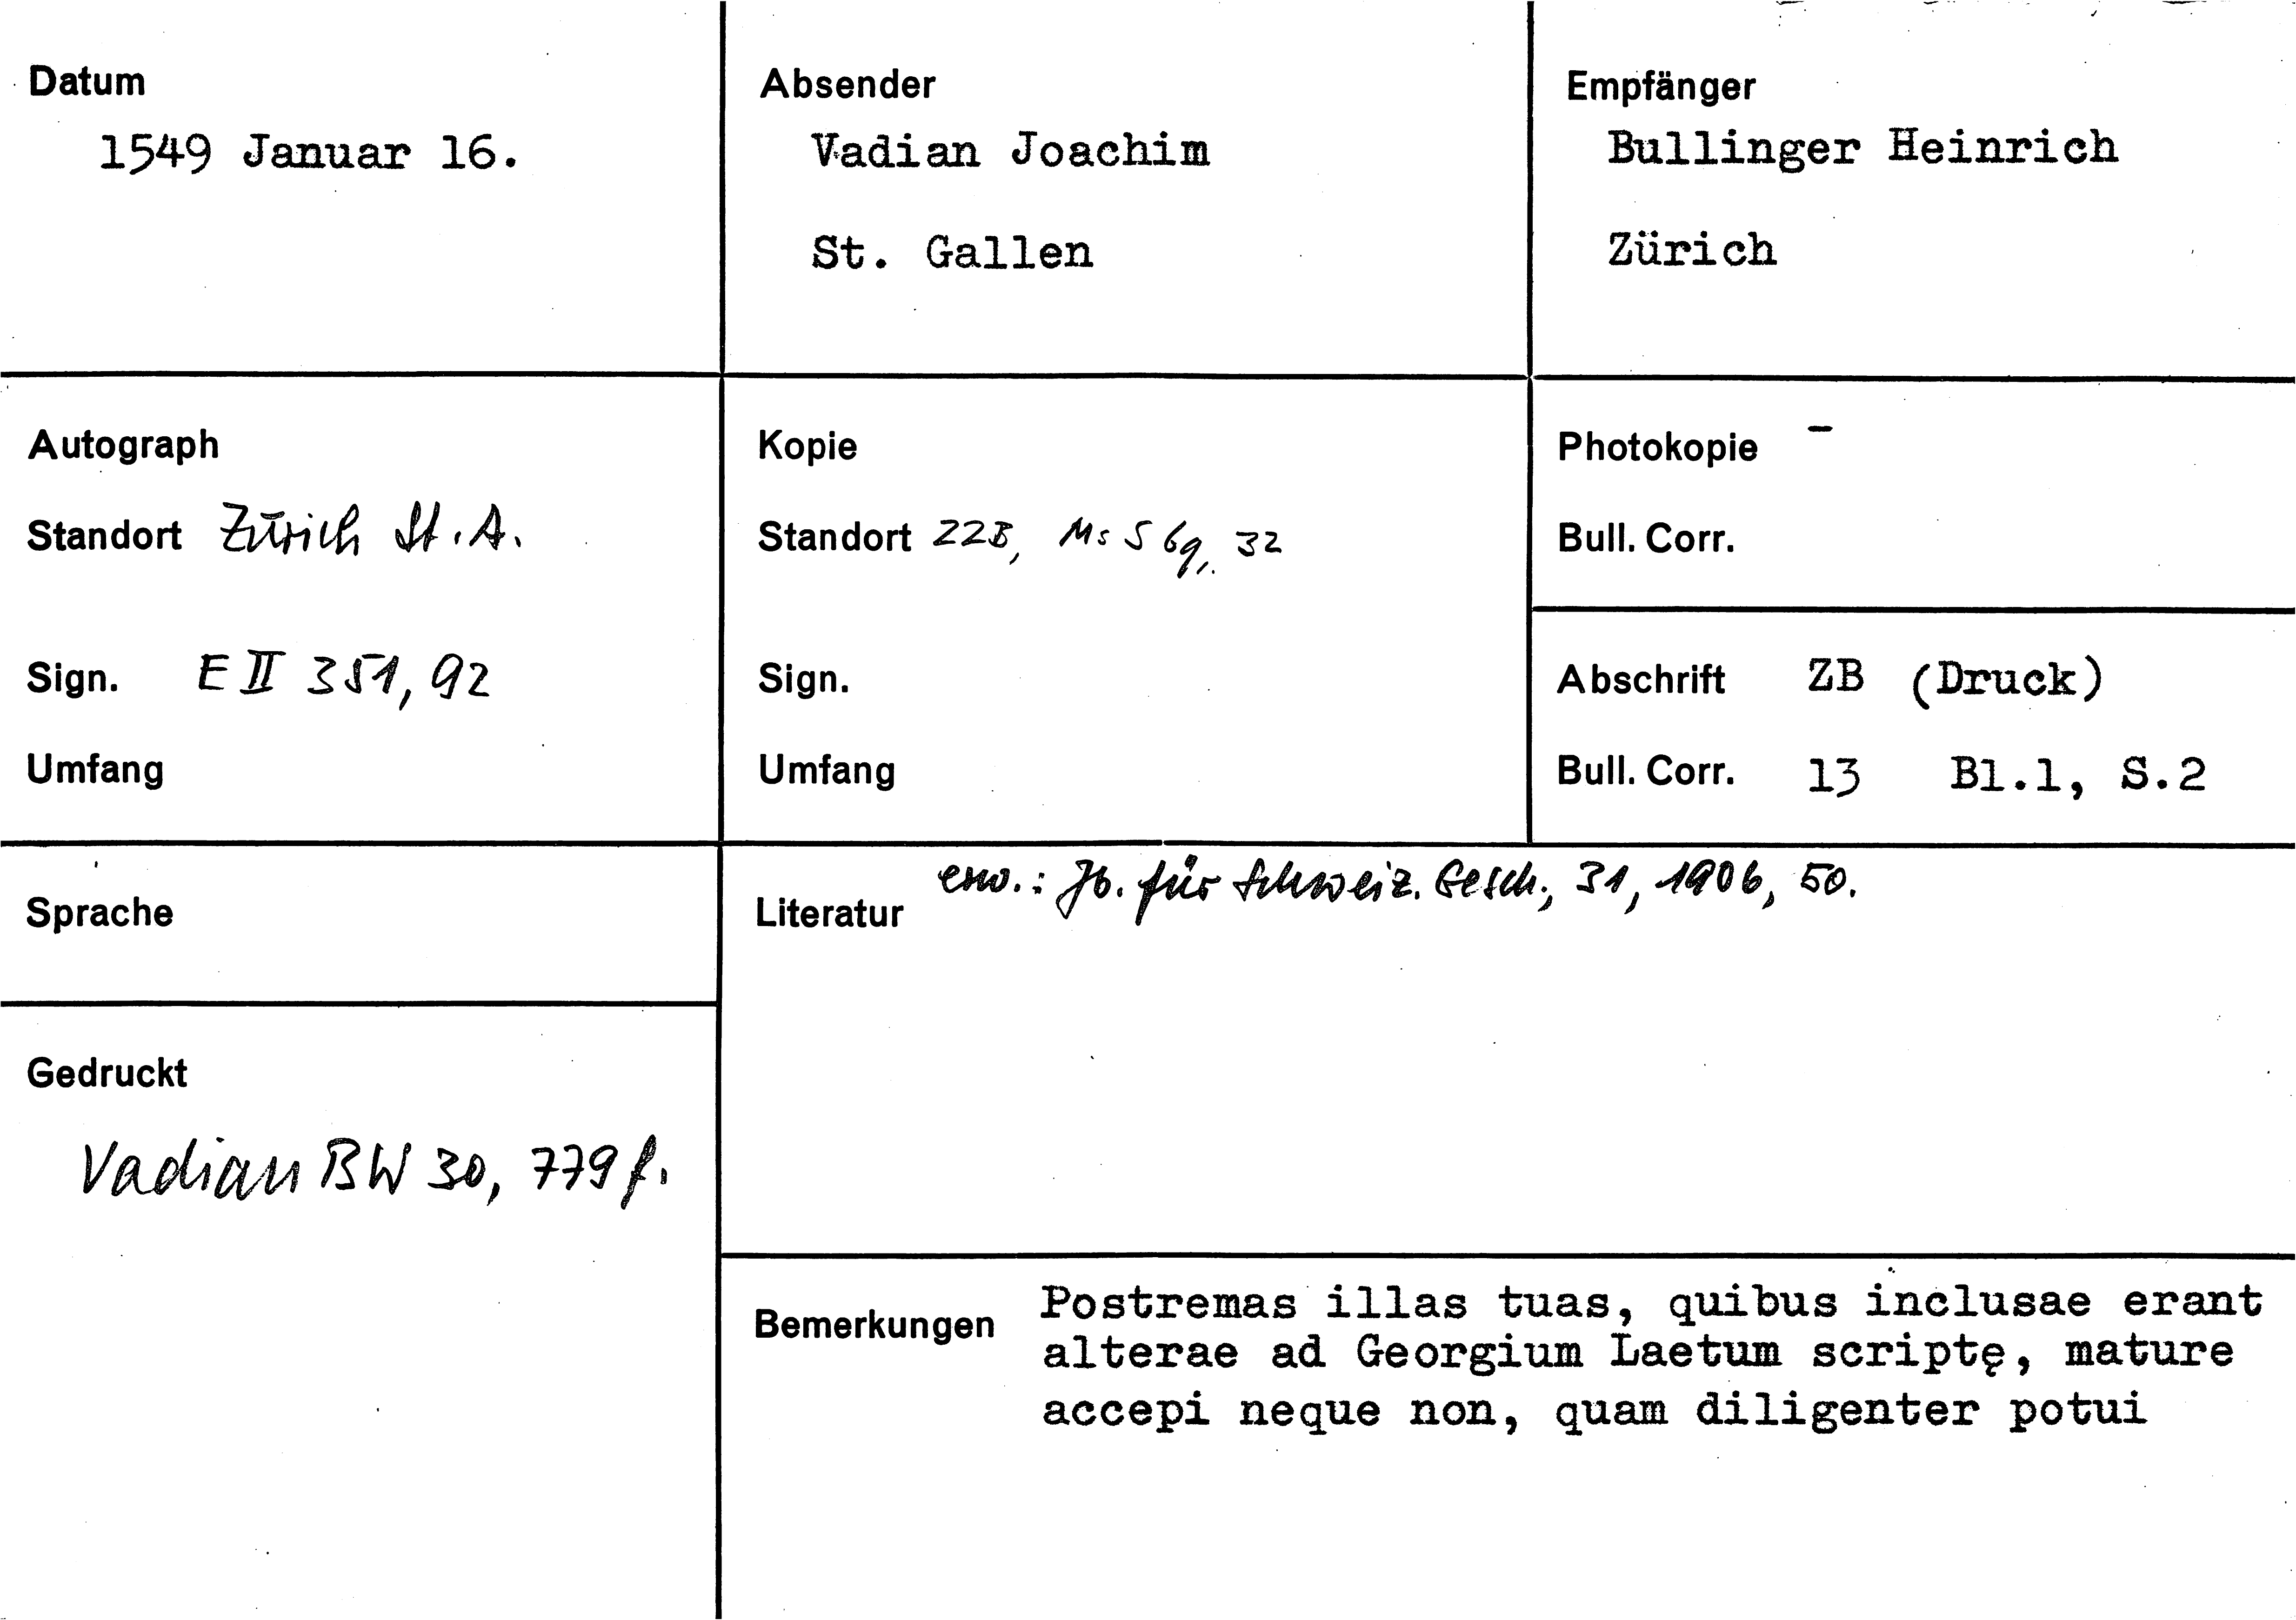 Datum
1549 Januar 16.
Absender
Vadian Joachim
St. Gallen
Empfänger
Bullinger Heinrich
Zürich
Autograph
Standort Zürich St. A.
Sign. E II 351, 92
Umfang
Kopie
Standort ZZB, Ms S 69, 32
Sign.
Umfang
Photokopie -
Bull. Corr.
Abschrift ZB (Druck)
Bull. Corr. 13 Bl.1, S.2
Sprache
Literatur erw.: Jb. für Schweiz. Gesch., 31, 1906, 50.
Gedruckt
Vadian BW 30, 779 f.
Bemerkungen Postremas illas tuas, quibus inclusae erant
alterae ad Georgium Laetum scriptę, mature
accepi neque non, quam diligenter potui